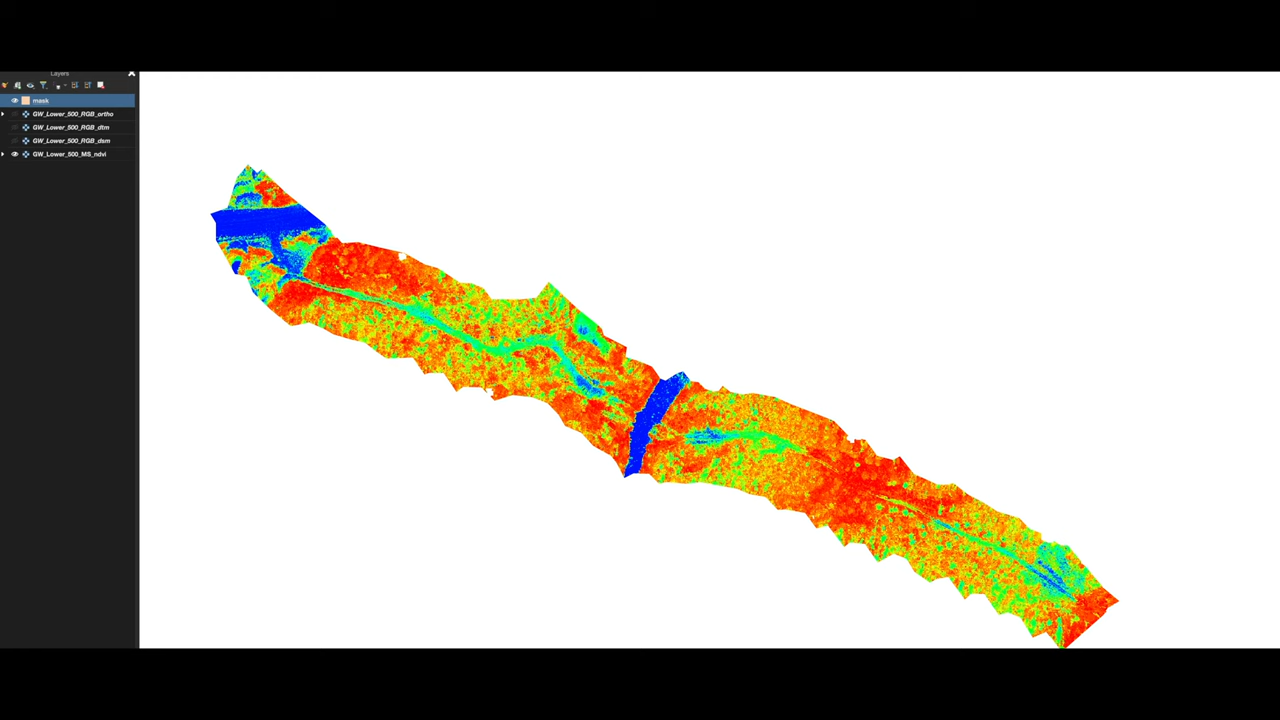 Layers
mask
GW_Lower_500_RGB_ortho
GW_Lower_500_RGB_dtm
GW_Lower_500_RGB_dsm
GW_Lower_500_MS_ndvi